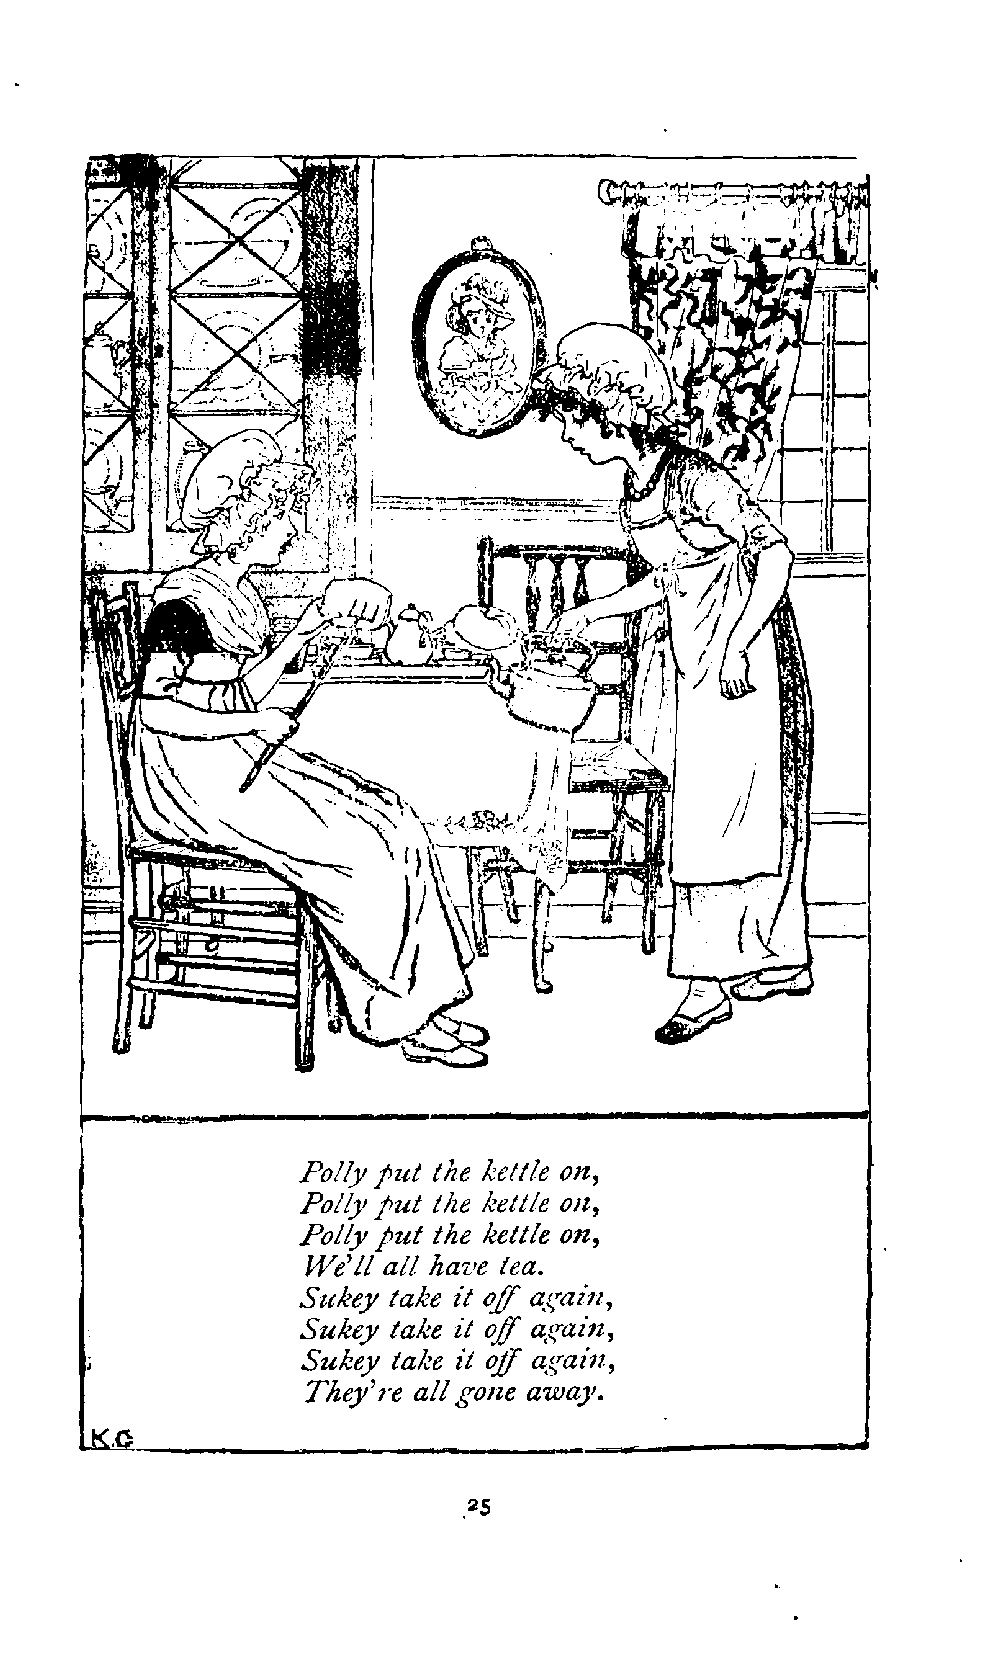 Polly put the kettle on,
Polly put the kettle on,
Polly put the kettle on,
We'll all have tea.
Sukey take it off again,
Sukey take it off again,
Sukey take it off again,
They're all gone away.
K.G
25